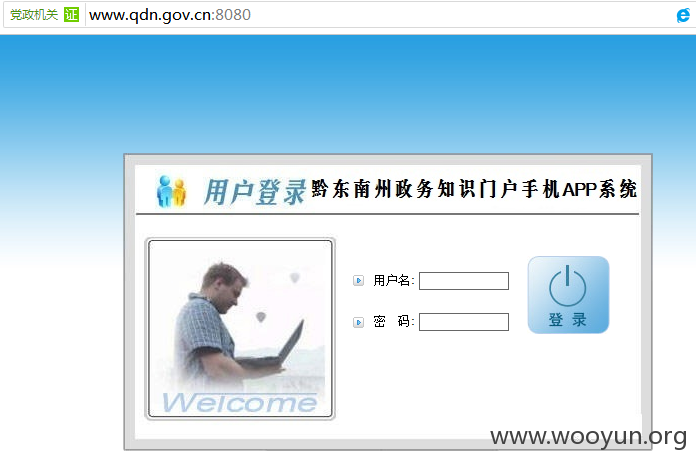 党政机关 证 www.qdn.gov.cn:8080
用户登录 黔东南州政务知识门户手机APP系统
用户名:
密 码:
登 录
Welcome
www.wooyun.org